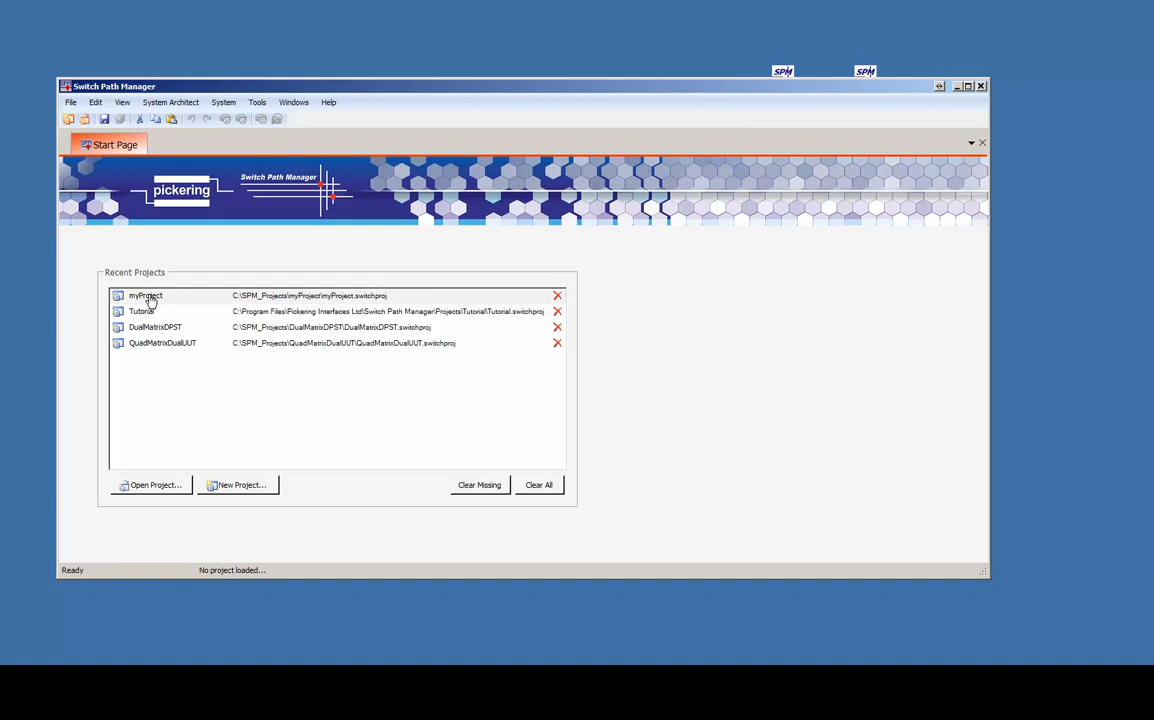 SPM SPM
Switch Path Manager
File Edit View System Architect System Tools Windows Help
Start Page
pickering Switch Path Manager
Recent Projects
myProject C:\SPM_Projects\myProject\myProject.switchproj
Tutorial C:\Program Files\Pickering Interfaces Ltd\Switch Path Manager\Projects\Tutorial\Tutorial.switchproj
DualMatrixDPST C:\SPM_Projects\DualMatrixDPST\DualMatrixDPST.switchproj
QuadMatrixDualUUT C:\SPM_Projects\QuadMatrixDualUUT\QuadMatrixDualUUT.switchproj
Open Project... New Project... Clear Missing Clear All
Ready No project loaded...